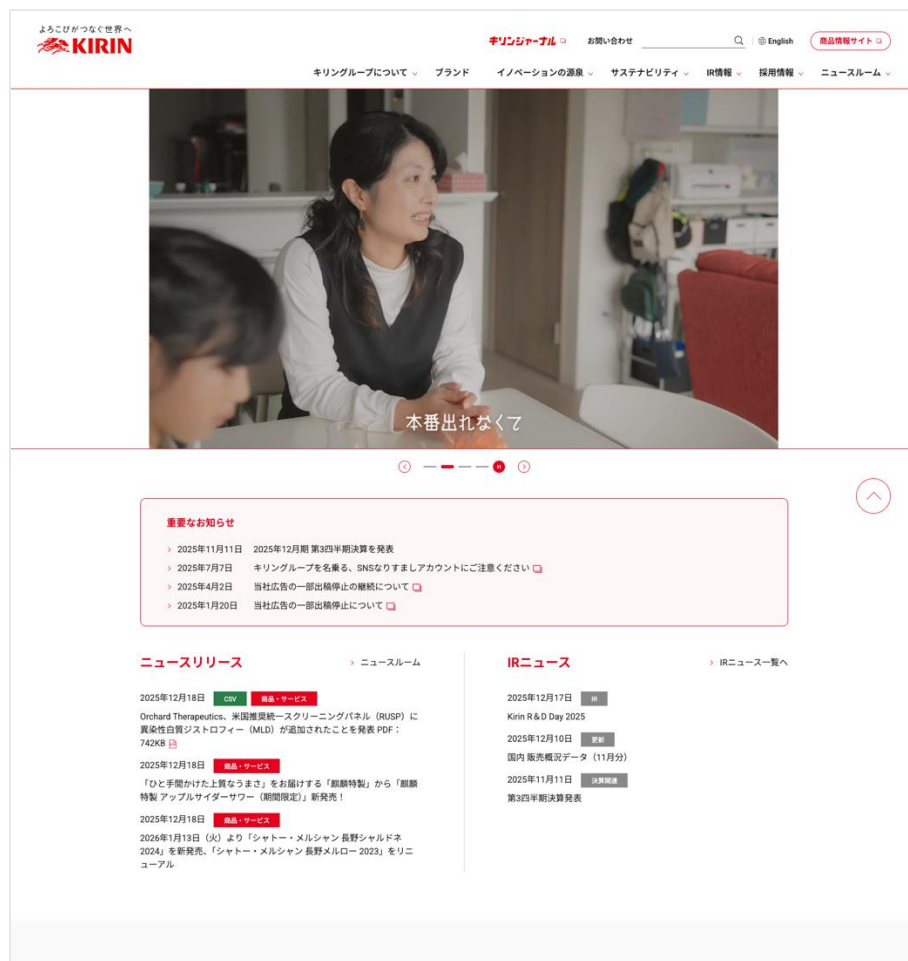 よろこびがつなぐ世界へ
KIRIN
キリンジャーナル
お問い合わせ
English
商品情報サイト
キリングループについて
ブランド
イノベーションの源泉
サステナビリティ
IR情報
採用情報
ニュースルーム
本番出れなくて
重要なお知らせ
2025年11月11日 2025年12月期 第3四半期決算を発表
2025年7月7日 キリングループを名乗る、SNSなりすましアカウントにご注意ください
2025年4月2日 当社広告の一部出稿停止の継続について
2025年1月20日 当社広告の一部出稿停止について
ニュースリリース
ニュースルーム
2025年12月18日 CSV 商品・サービス
Orchard Therapeutics、米国推奨統一スクリーニングパネル（RUSP）に
異染性白質ジストロフィー（MLD）が追加されたことを発表 PDF：
742KB
2025年12月18日 商品・サービス
「ひと手間かけた上質なうまさ」をお届けする「麒麟特製」から「麒麟
特製 アップルサイダーサワー（期間限定）」新発売！
2025年12月18日 商品・サービス
2026年1月13日（火）より「シャトー・メルシャン 長野シャルドネ
2024」を新発売、「シャトー・メルシャン 長野メルロー 2023」をリニ
ューアル
IRニュース
IRニュース一覧へ
2025年12月17日 IR
Kirin R&D Day 2025
2025年12月10日 更新
国内 販売概況データ（11月分）
2025年11月11日 決算関連
第3四半期決算発表